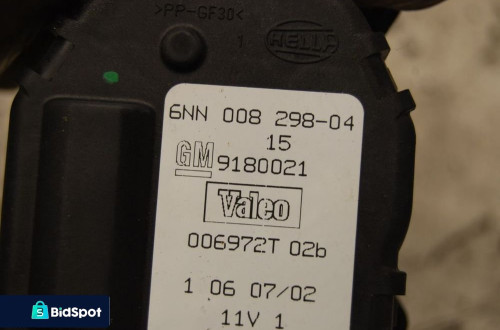 >PP-GF30<
1
HELLA
6NN 008 298-04
15
GM 9180021
Valeo
006972T 02b
1 06 07/02
11V 1
BidSpot